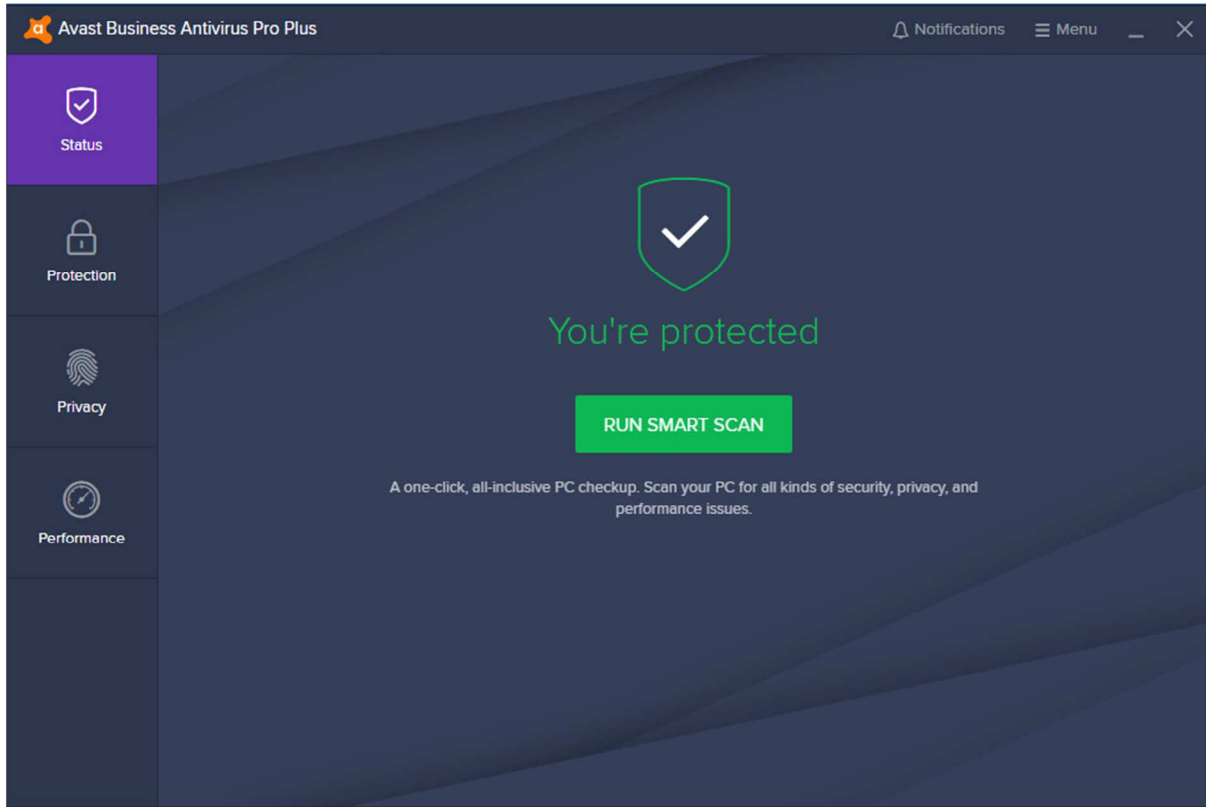 Avast Business Antivirus Pro Plus
Notifications
Menu
Status
Protection
Privacy
Performance
You're protected
RUN SMART SCAN
A one-click, all-inclusive PC checkup. Scan your PC for all kinds of security, privacy, and
performance issues.